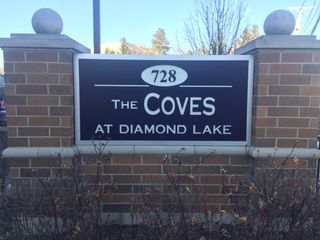 728
THE COVES
AT DIAMOND LAKE